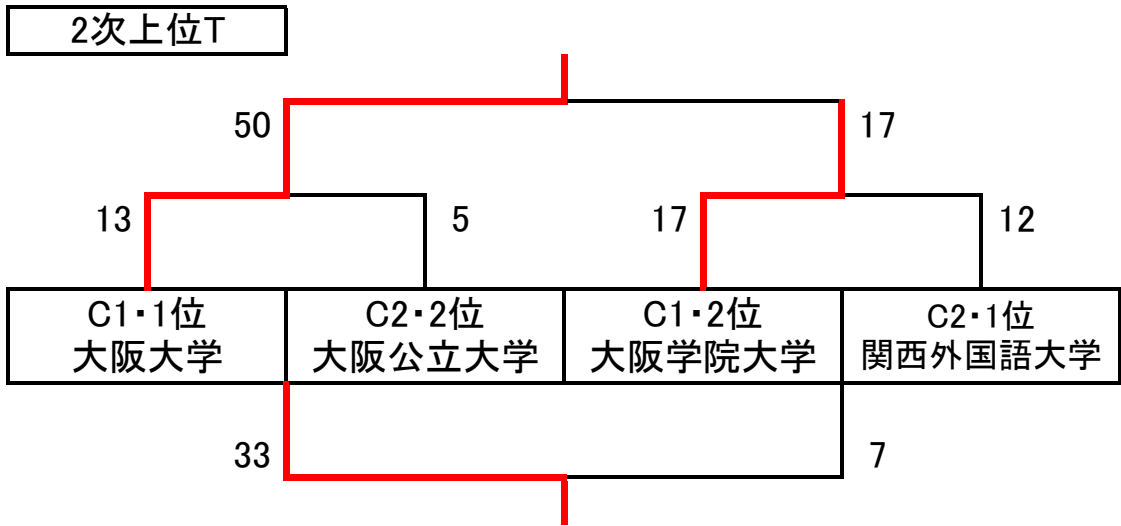 2次上位T
50
17
13
5
17
12
C1・1位
大阪大学
C2・2位
大阪公立大学
C1・2位
大阪学院大学
C2・1位
関西外国語大学
33
7